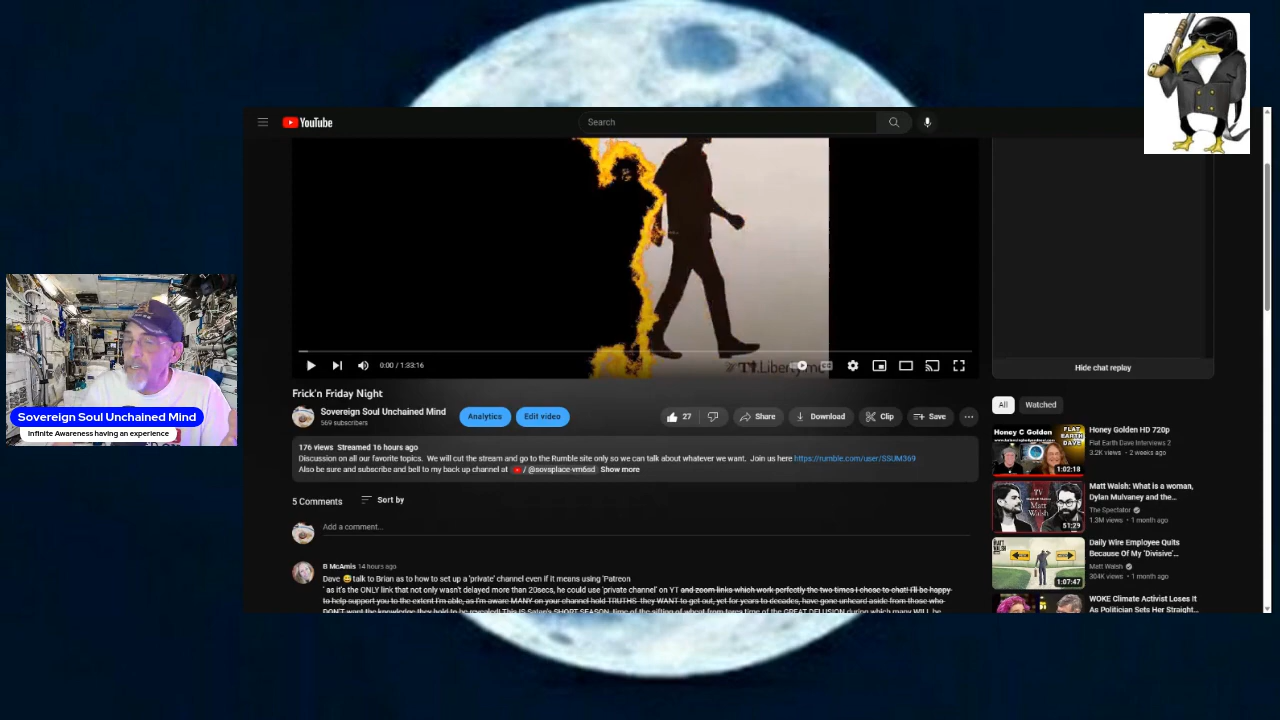 YouTube
Search
TV.Liberty.me
0:00 / 1:33:16
Hide chat replay
Frick'n Friday Night
Sovereign Soul Unchained Mind
569 subscribers
Analytics
Edit video
27
Share
Download
Clip
Save
176 views Streamed 16 hours ago
Discussion on all our favorite topics. We will cut the stream and go to the Rumble site only so we can talk about whatever we want. Join us here https://rumble.com/user/SSUM369
Also be sure and subscribe and bell to my back up channel at / @sovsplace-vm6sd Show more
5 Comments
Sort by
Add a comment...
B McAmis 14 hours ago
Dave 😄 talk to Brian as to how to set up a 'private' channel even if it means using 'Patreon
' as it's the ONLY link that not only wasn't delayed more than 20secs, he could use 'private channel' on YT and zoom links which work perfectly the two times I chose to chat! I'll be happy
to help support you to the extent I'm able, as I'm aware MANY on your channel hold TRUTHS they WANT to get out, yet for years to decades, have gone unheard aside from those who
DON'T want the knowledge they hold to be revealed! This IS Satan's SHORT SEASON, time of the sifting of wheat from tares time of the GREAT DELUSION during which many WILL be
All
Watched
Honey C Golden
FLAT EARTH DAVE
1:02:18
Honey Golden HD 720p
Flat Earth Dave Interviews 2
3.2K views • 2 weeks ago
TV
Matt Walsh
51:29
Matt Walsh: What is a woman,
Dylan Mulvaney and the...
The Spectator
1.3M views • 1 month ago
MATT WALSH
1:07:47
Daily Wire Employee Quits
Because Of My 'Divisive'...
Matt Walsh
304K views • 1 month ago
WOKE Climate Activist Loses It
As Politician Sets Her Straight...
Sovereign Soul Unchained Mind
Infinite Awareness having an experience